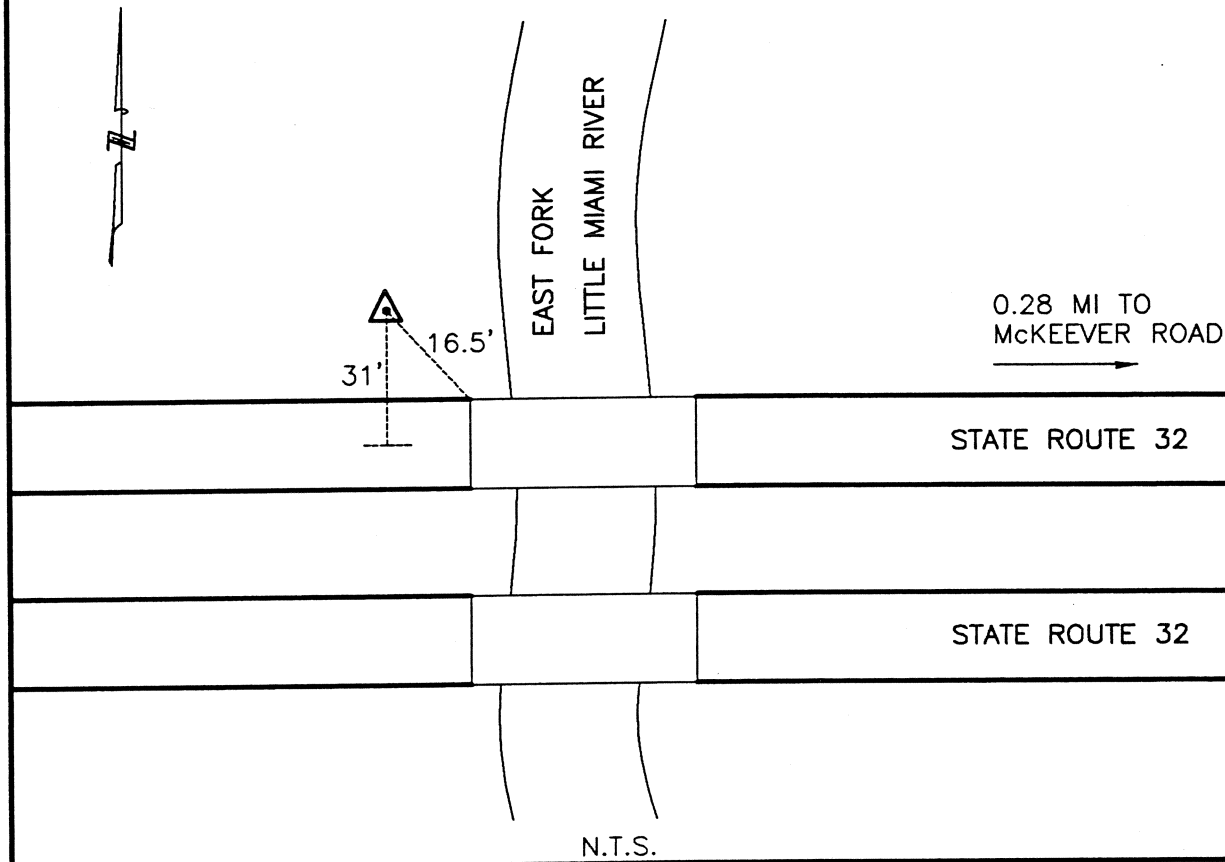 N
EAST FORK
LITTLE MIAMI RIVER
0.28 MI TO
McKEEVER ROAD
16.5'
31'
STATE ROUTE 32
STATE ROUTE 32
N.T.S.